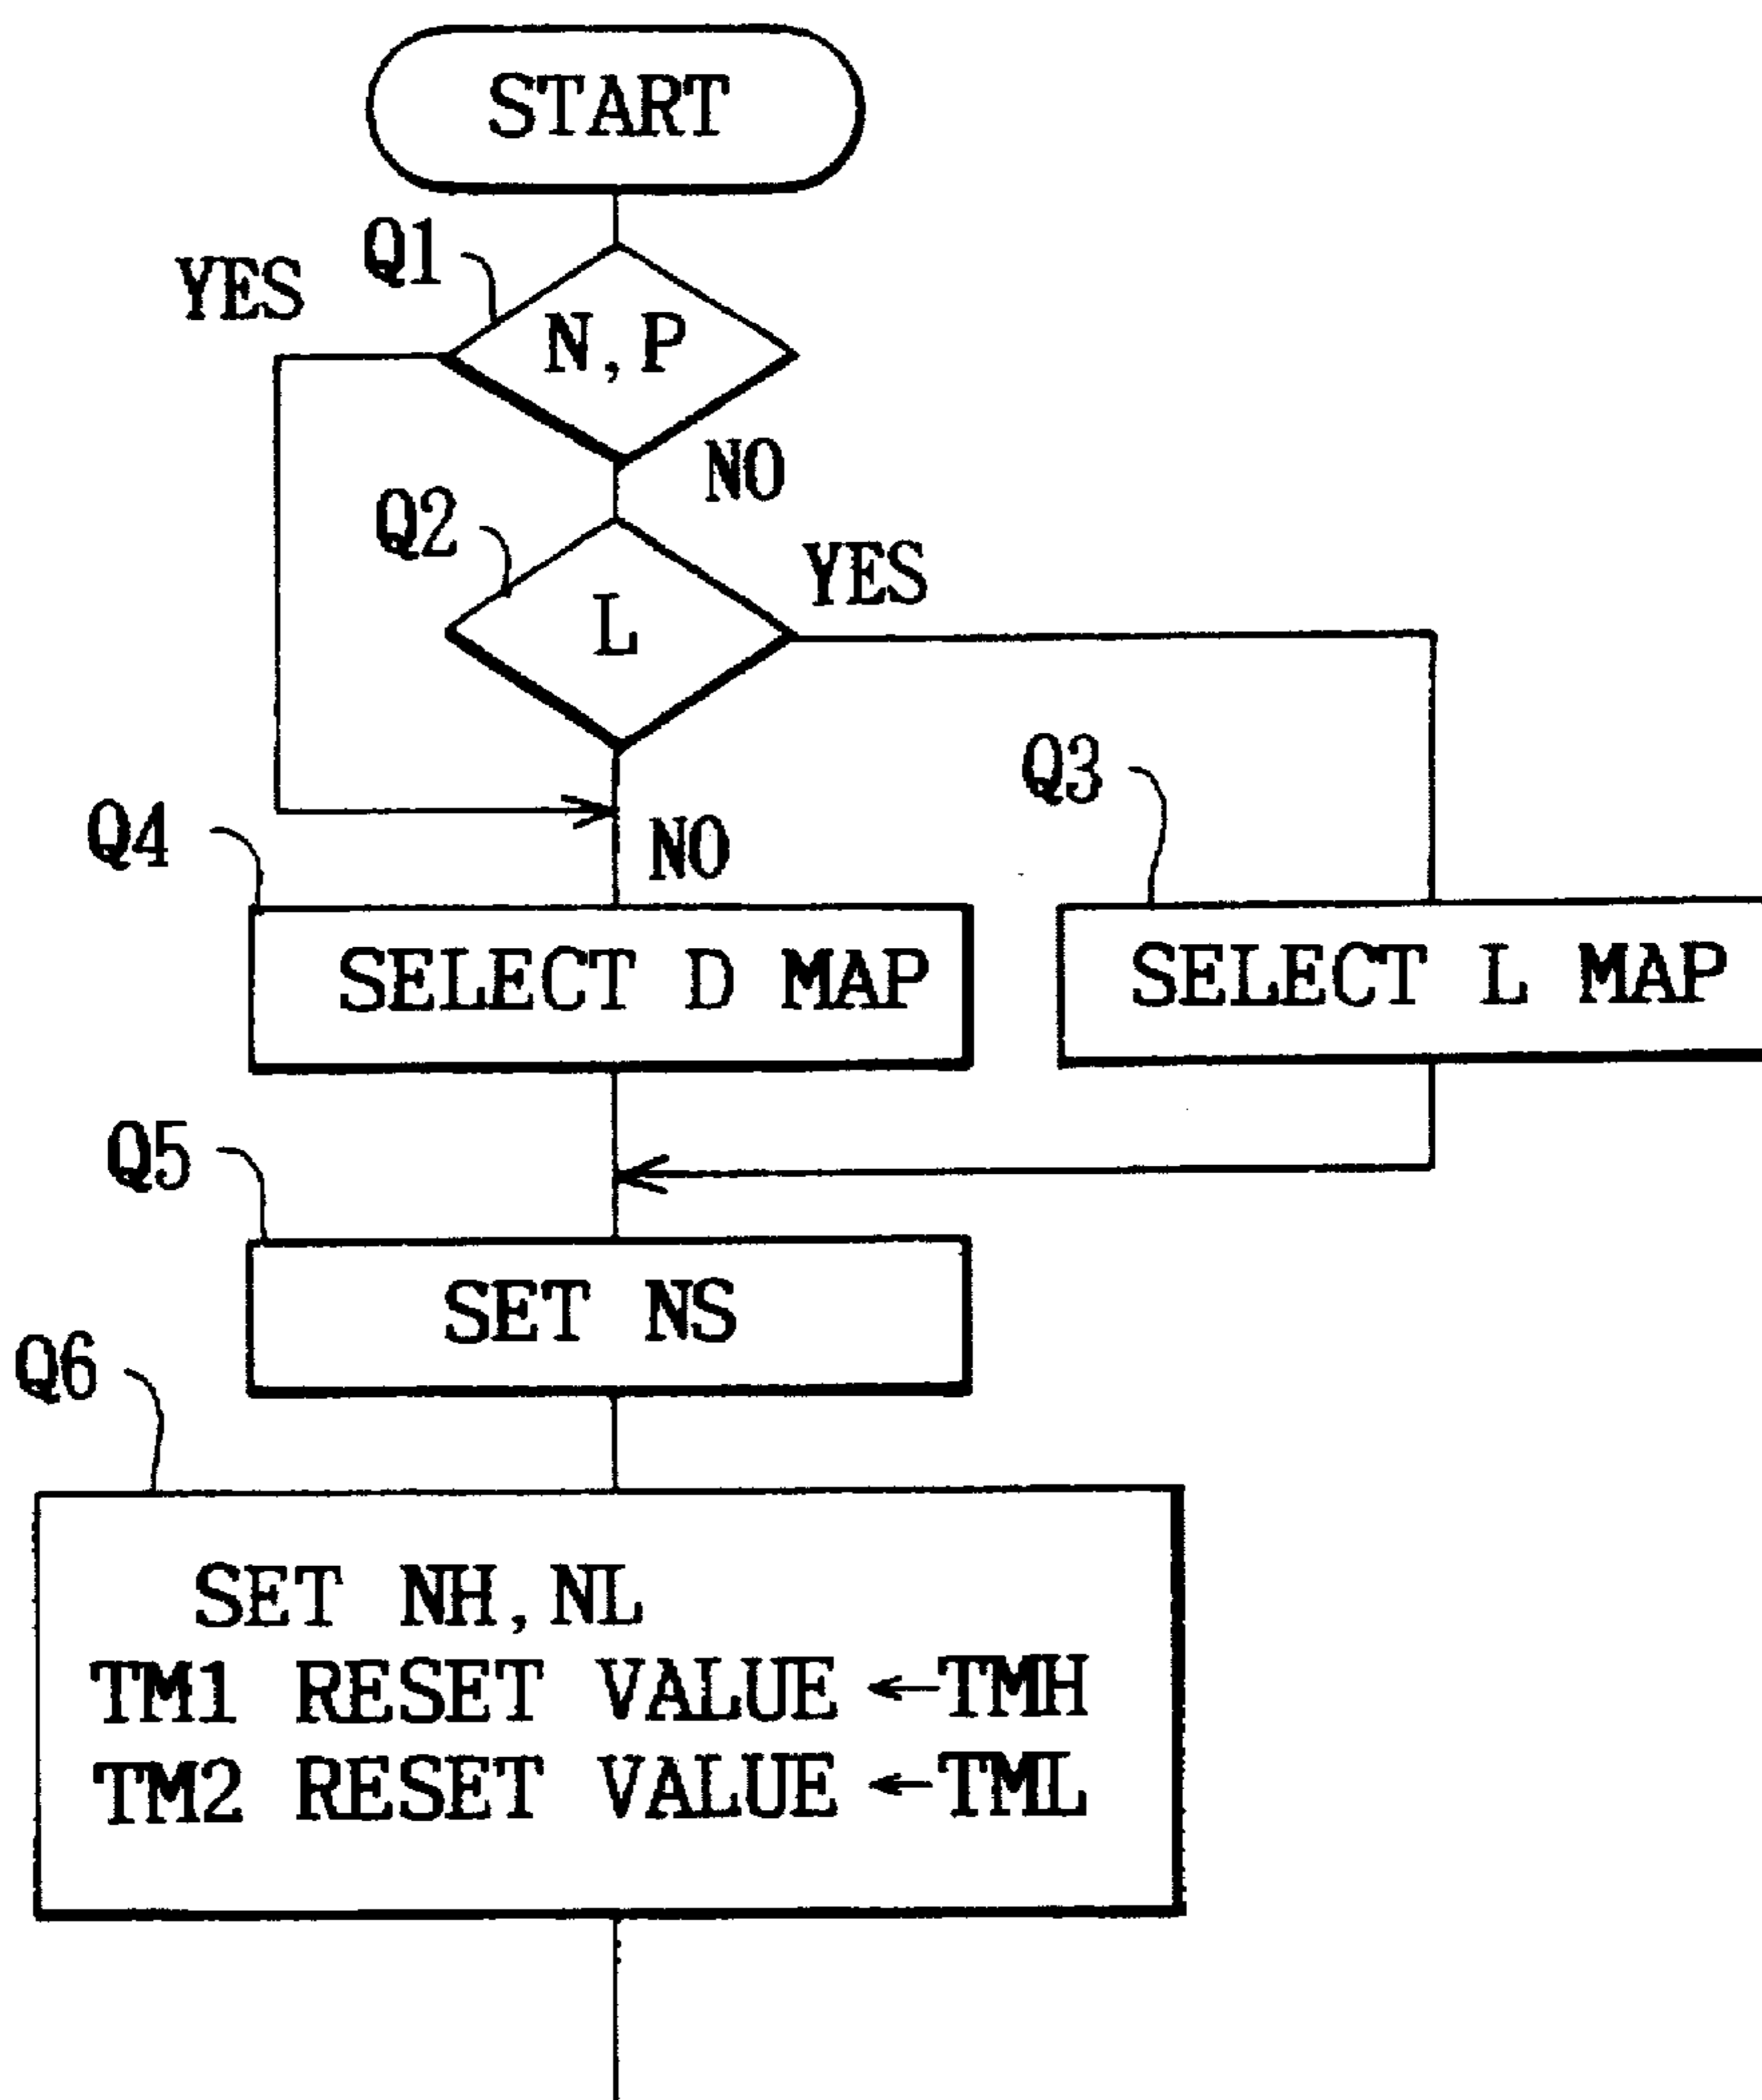 START
Q1
YES
N,P
NO
Q2
YES
L
Q3
Q4
NO
SELECT D MAP
SELECT L MAP
Q5
SET NS
Q6
SET NH,NL
TM1 RESET VALUE ←TMH
TM2 RESET VALUE ←TML